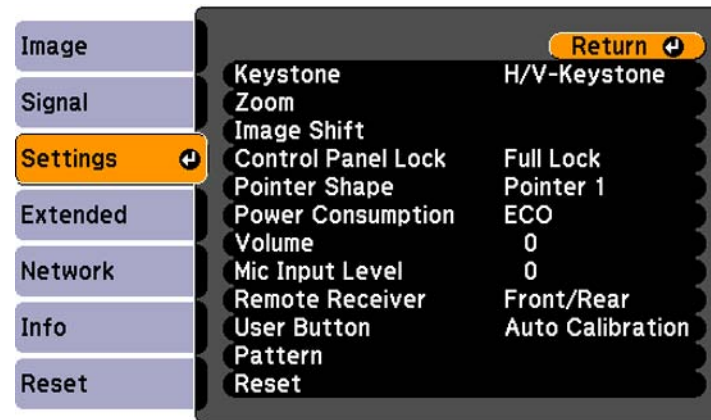 Image
Signal
Settings
Extended
Network
Info
Reset
Return
Keystone H/V-Keystone
Zoom
Image Shift
Control Panel Lock Full Lock
Pointer Shape Pointer 1
Power Consumption ECO
Volume 0
Mic Input Level 0
Remote Receiver Front/Rear
User Button Auto Calibration
Pattern
Reset